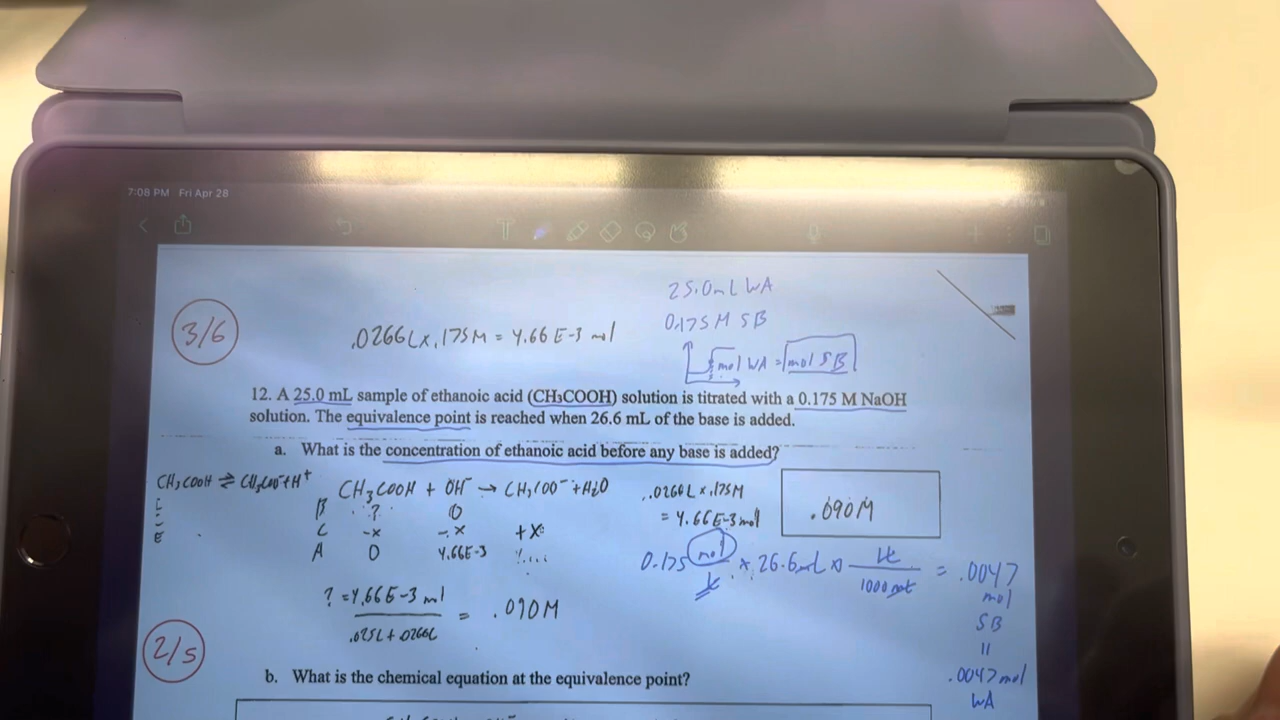 7:08 PM Fri Apr 28
25.0mL WA
3/6
.0266L x .175M = 4.66 E-3 mol
0.175 M SB
mol WA = mol SB
12. A 25.0 mL sample of ethanoic acid (CH₃COOH) solution is titrated with a 0.175 M NaOH
solution. The equivalence point is reached when 26.6 mL of the base is added.
a. What is the concentration of ethanoic acid before any base is added?
CH₃COOH ⇌ CH₃COO⁻+H⁺
I
C
E
CH₃COOH + OH⁻ → CH₃COO⁻ + H₂O
B ? 0
C -x -x +x
A 0 4.66E-3
.0266L x .175M
= 4.66E-3 mol
.090M
0.175 mol/L x 26.6mL x 1L/1000mL = .0047
mol
SB
=
.0047 mol
WA
? = 4.66E-3 ml
.025L + .0266L
= .090M
2/5
b. What is the chemical equation at the equivalence point?